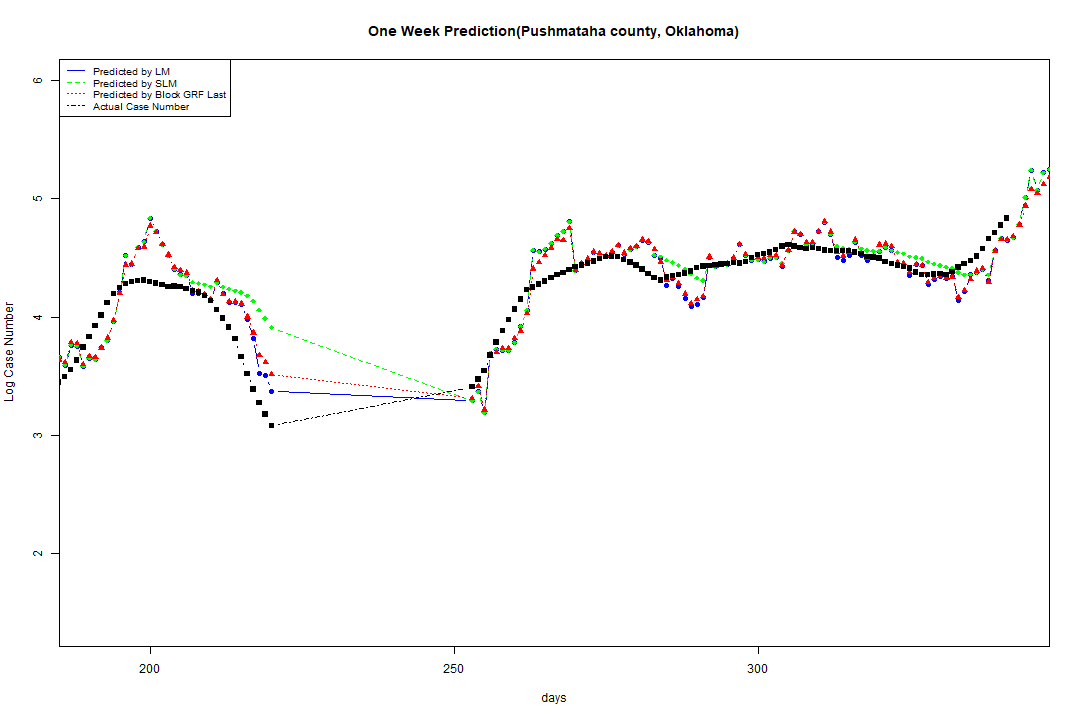 One Week Prediction(Pushmataha county, Oklahoma)
Predicted by LM
Predicted by SLM
Predicted by Block GRF Last
Actual Case Number
6
5
4
3
2
Log Case Number
200 250 300
days